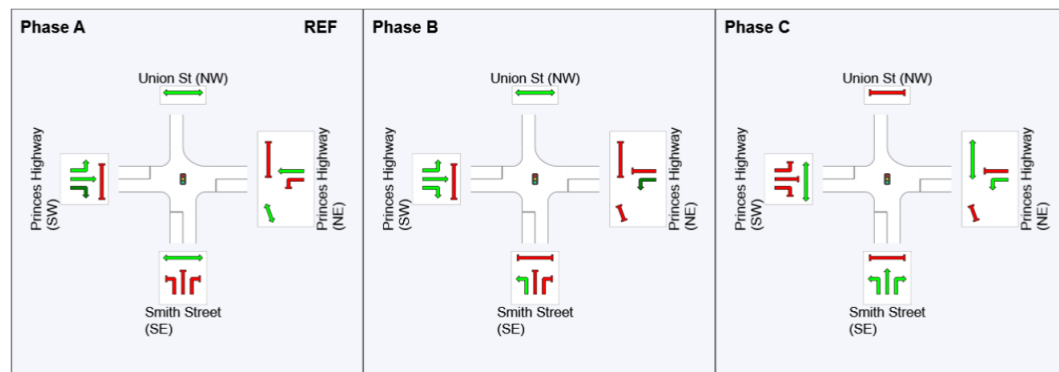 Phase A
REF
Union St (NW)
Princes Highway
(SW)
Princes Highway
(NE)
Smith Street
(SE)
Phase B
Union St (NW)
Princes Highway
(SW)
Princes Highway
(NE)
Smith Street
(SE)
Phase C
Union St (NW)
Princes Highway
(SW)
Princes Highway
(NE)
Smith Street
(SE)